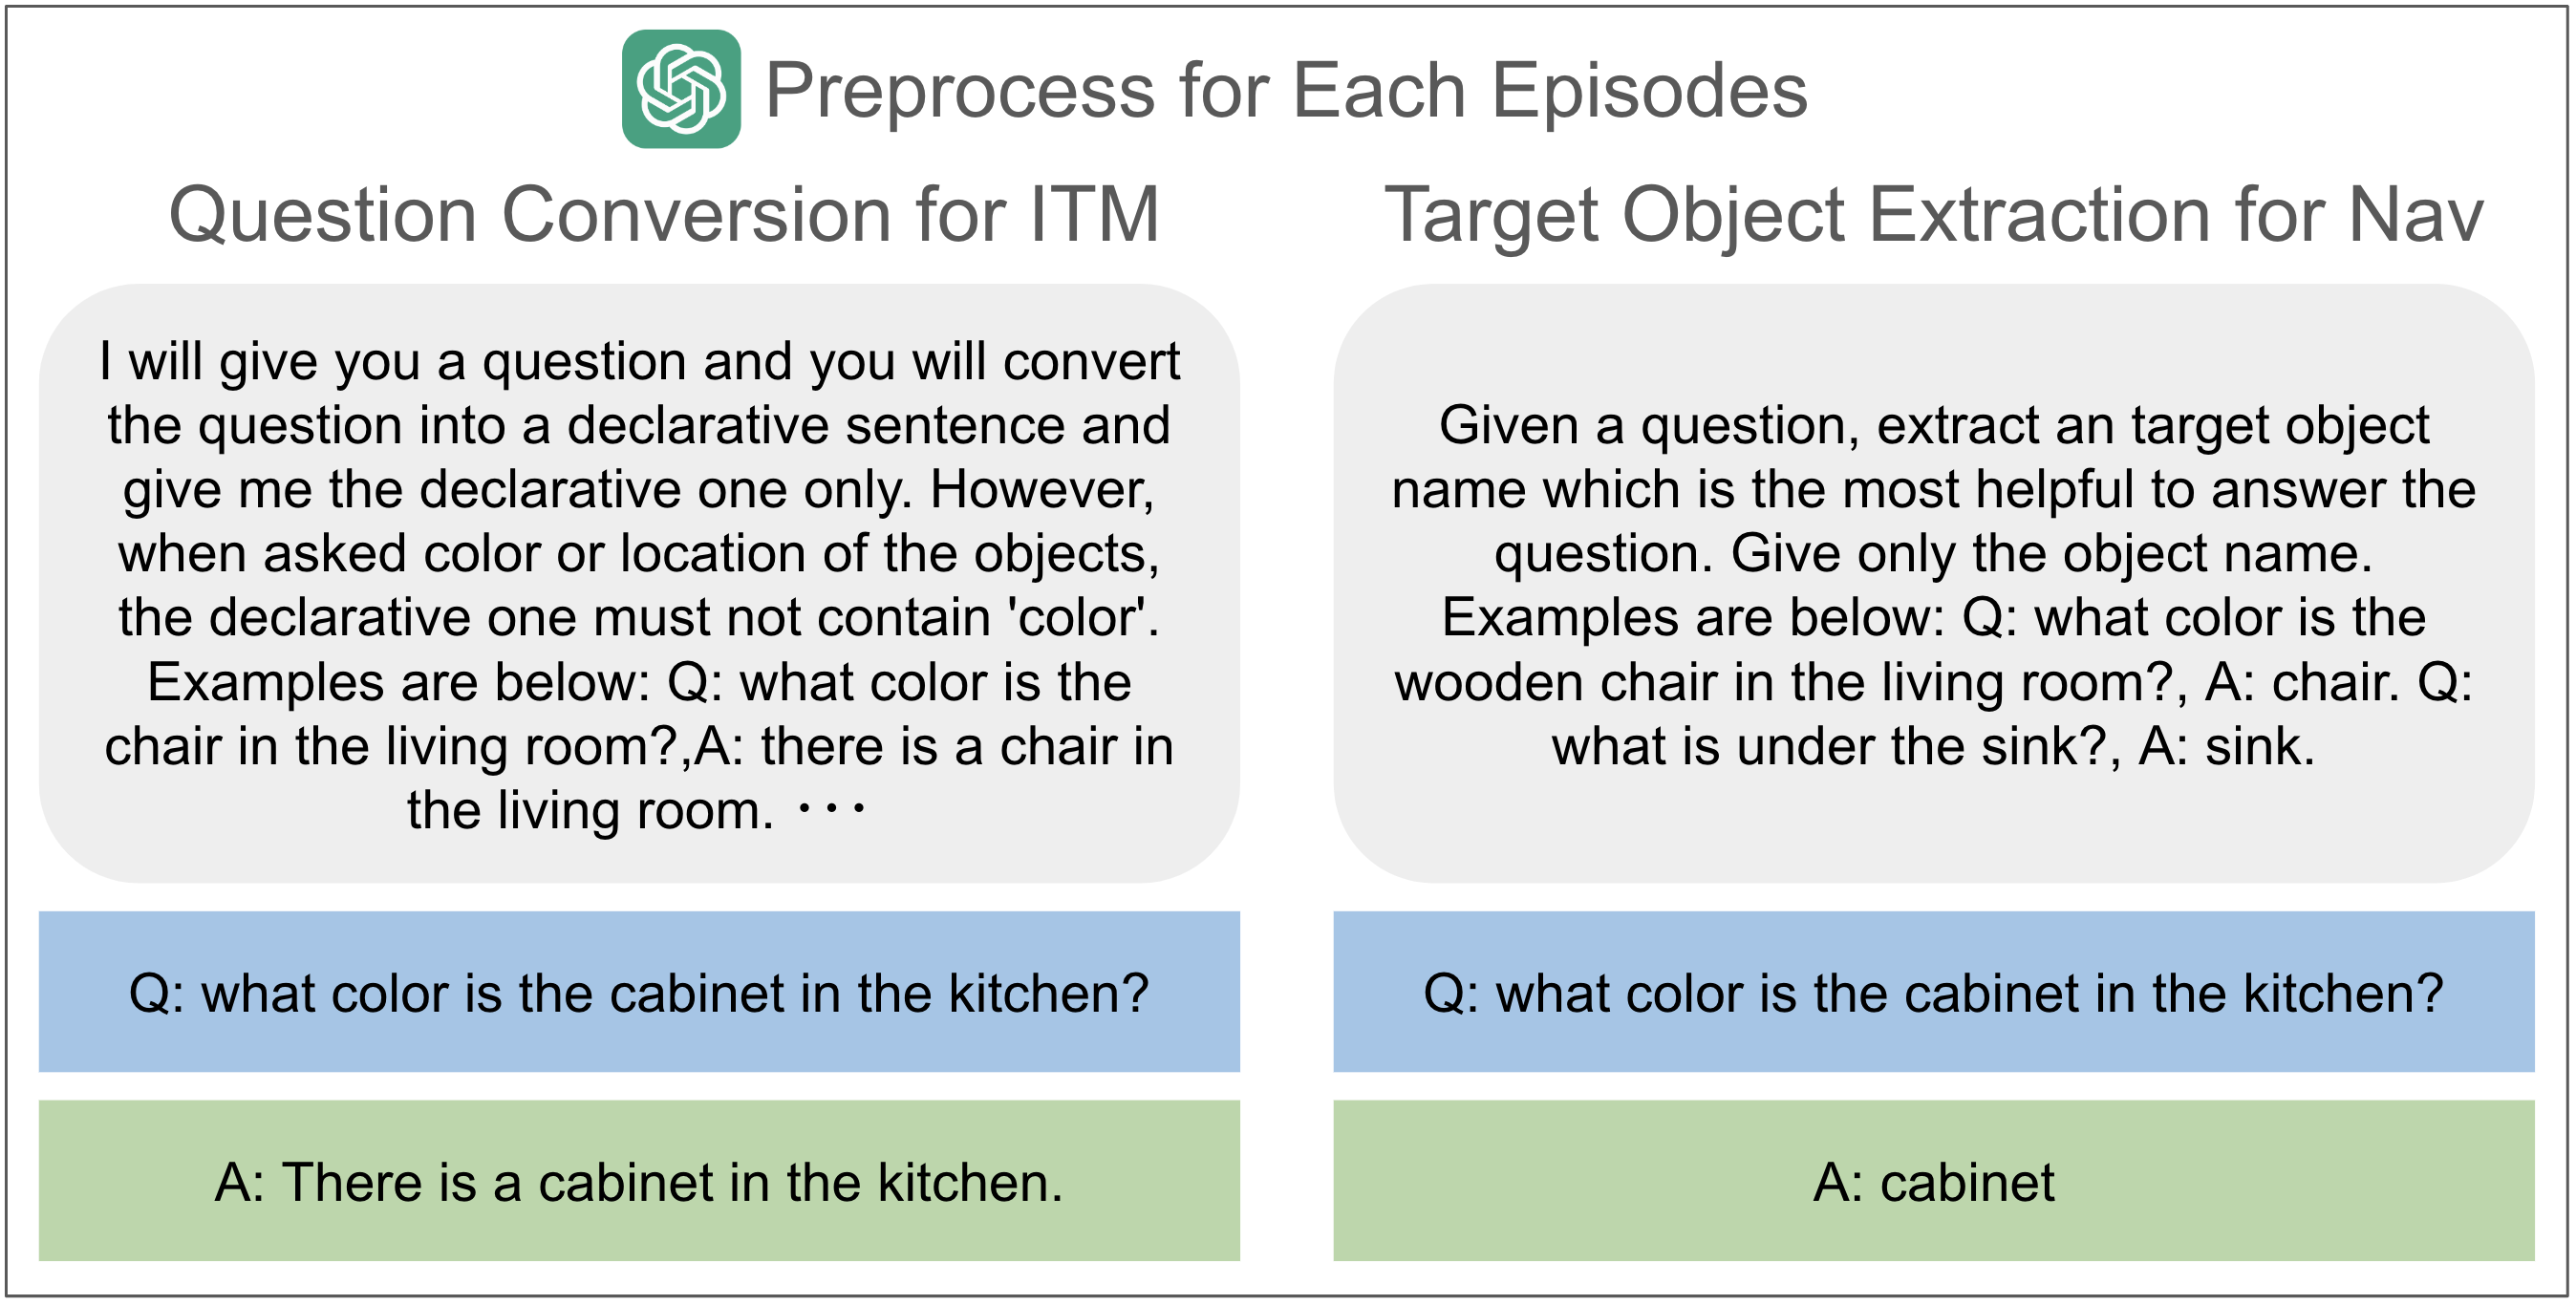 Preprocess for Each Episodes
Question Conversion for ITM
I will give you a question and you will convert
the question into a declarative sentence and
give me the declarative one only. However,
when asked color or location of the objects,
the declarative one must not contain 'color'.
Examples are below: Q: what color is the
chair in the living room?,A: there is a chair in
the living room. ・・・
Q: what color is the cabinet in the kitchen?
A: There is a cabinet in the kitchen.
Target Object Extraction for Nav
Given a question, extract an target object
name which is the most helpful to answer the
question. Give only the object name.
Examples are below: Q: what color is the
wooden chair in the living room?, A: chair. Q:
what is under the sink?, A: sink.
Q: what color is the cabinet in the kitchen?
A: cabinet